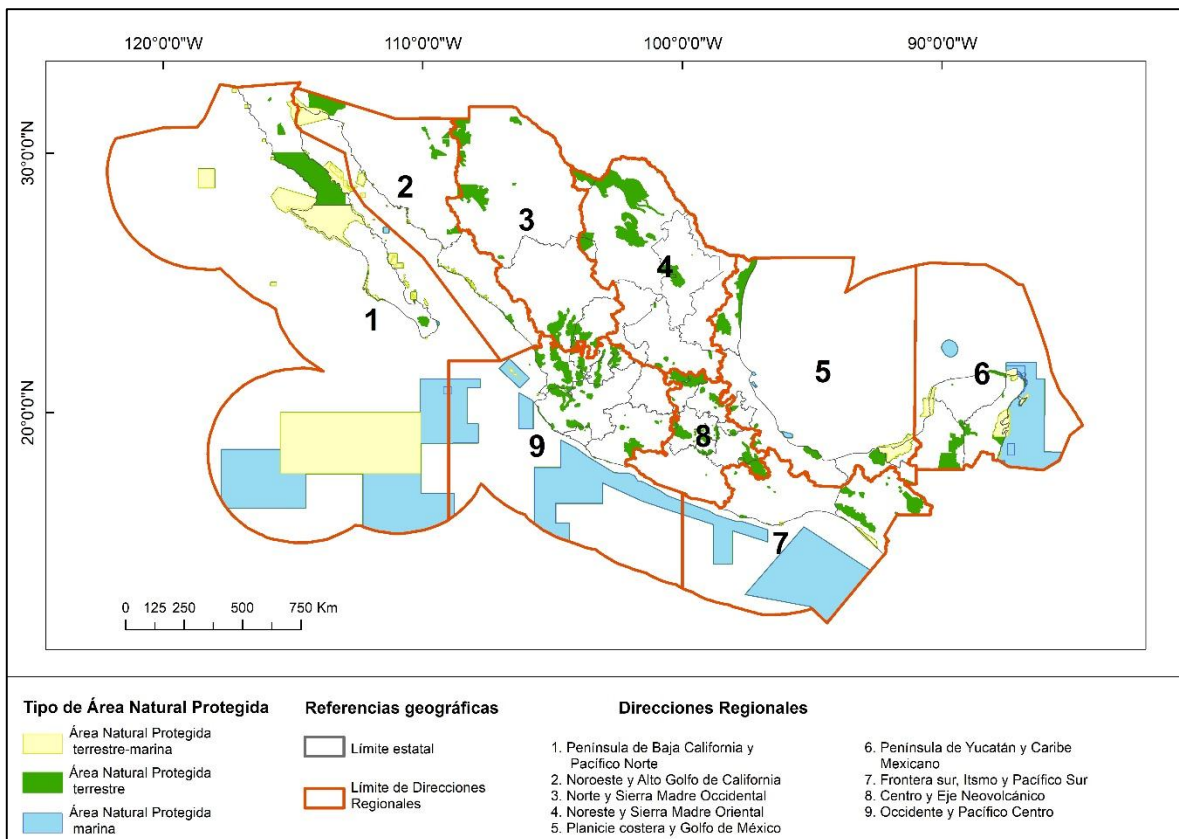 120°0'0"W 110°0'0"W 100°0'0"W 90°0'0"W
30°0'0"N
20°0'0"N
1
2
3
4
5
6
7
8
9
0 125 250 500 750 Km
Tipo de Área Natural Protegida
Área Natural Protegida
terrestre-marina
Área Natural Protegida
terrestre
Área Natural Protegida
marina
Referencias geográficas
Límite estatal
Límite de Direcciones
Regionales
Direcciones Regionales
1. Península de Baja California y
Pacífico Norte
2. Noroeste y Alto Golfo de California
3. Norte y Sierra Madre Occidental
4. Noreste y Sierra Madre Oriental
5. Planicie costera y Golfo de México
6. Península de Yucatán y Caribe
Mexicano
7. Frontera sur, Itsmo y Pacífico Sur
8. Centro y Eje Neovolcánico
9. Occidente y Pacífico Centro